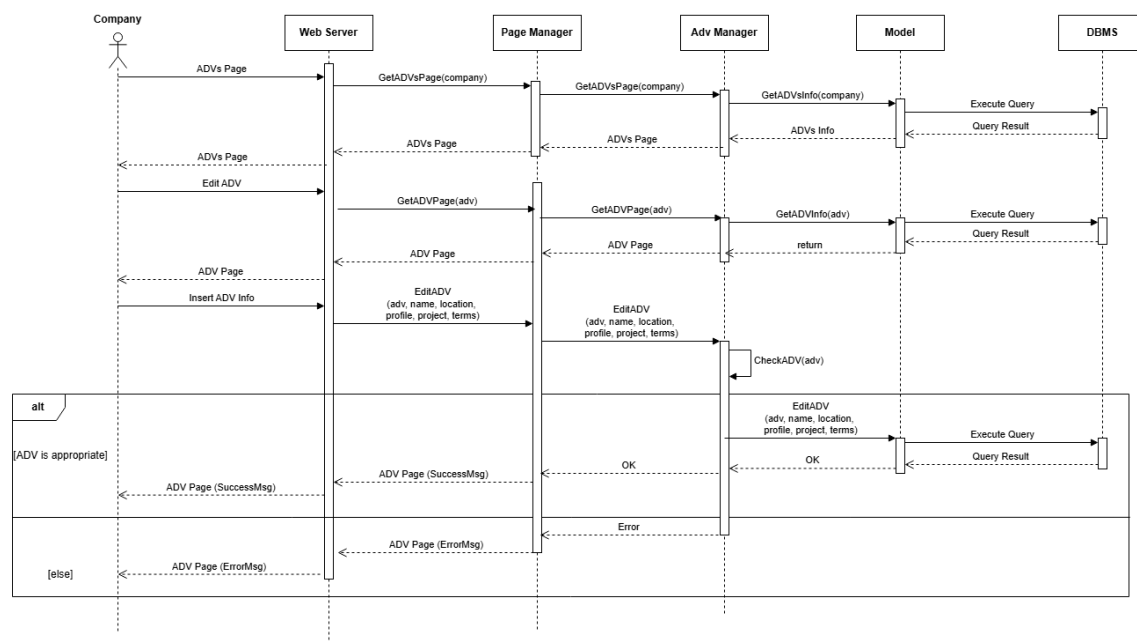 Company
Web Server
Page Manager
Adv Manager
Model
DBMS
ADVs Page
GetADVsPage(company)
GetADVsPage(company)
GetADVsInfo(company)
Execute Query
Query Result
ADVs Info
ADVs Page
ADVs Page
ADVs Page
Edit ADV
GetADVPage(adv)
GetADVPage(adv)
GetADVInfo(adv)
Execute Query
Query Result
return
ADV Page
ADV Page
ADV Page
Insert ADV Info
EditADV
(adv, name, location,
profile, project, terms)
EditADV
(adv, name, location,
profile, project, terms)
CheckADV(adv)
alt
[ADV is appropriate]
EditADV
(adv, name, location,
profile, project, terms)
Execute Query
Query Result
OK
OK
ADV Page (SuccessMsg)
ADV Page (SuccessMsg)
Error
ADV Page (ErrorMsg)
[else]
ADV Page (ErrorMsg)